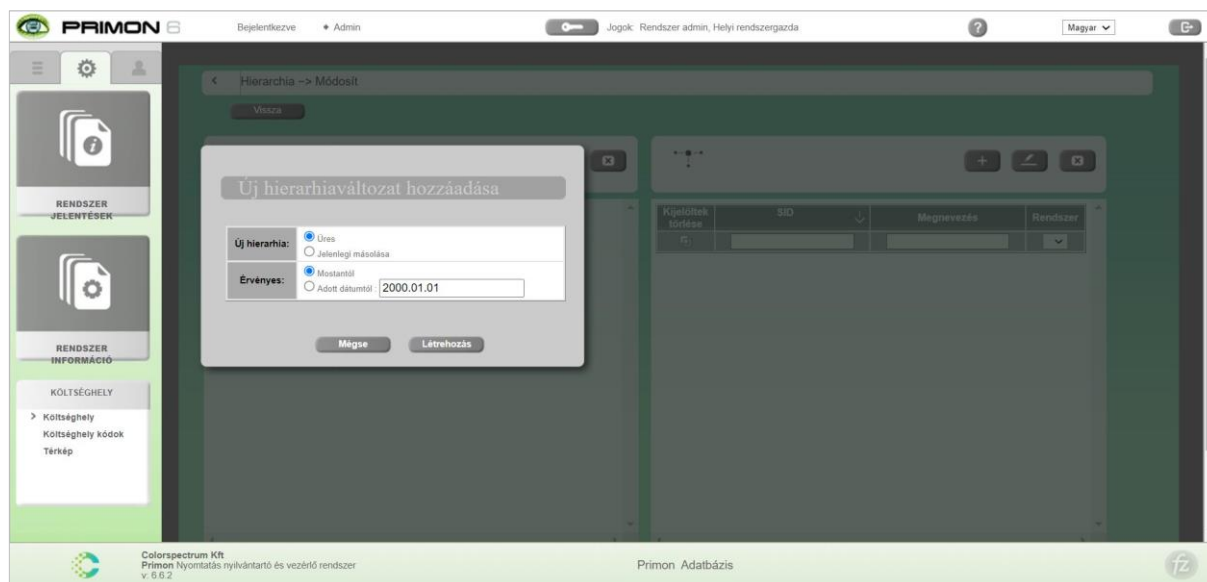 PRIMON 6
Bejelentkezve
Admin
Jogok: Rendszer admin, Helyi rendszergazda
?
Magyar
RENDSZER
JELENTÉSEK
RENDSZER
INFORMÁCIÓ
KÖLTSÉGHELY
> Költséghely
Költséghely kódok
Térkép
< Hierarchia -> Módosít
Vissza
Új hierarhiaváltozat hozzáadása
Új hierarhia:
Üres
Jelenlegi másolása
Érvényes:
Mostantól
Adott dátumtól : 2000.01.01
Mégse
Létrehozás
Kijelöltek
törlése
SID
Megnevezés
Rendszer
Colorspectrum Kft
Primon Nyomtatás nyilvántartó és vezérlő rendszer
v: 6.6.2
Primon Adatbázis
fz